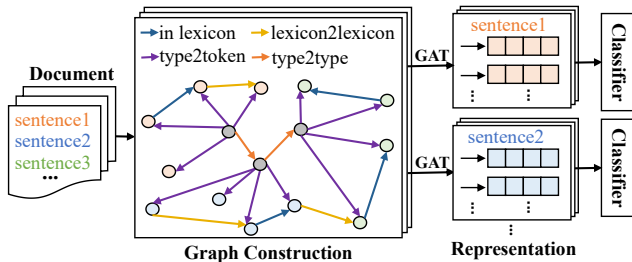 Document
sentence1
sentence2
sentence3
...
in lexicon
lexicon2lexicon
type2token
type2type
Graph Construction
GAT
GAT
sentence1
...
...
sentence2
...
...
... ...
Representation
Classifier
Classifier